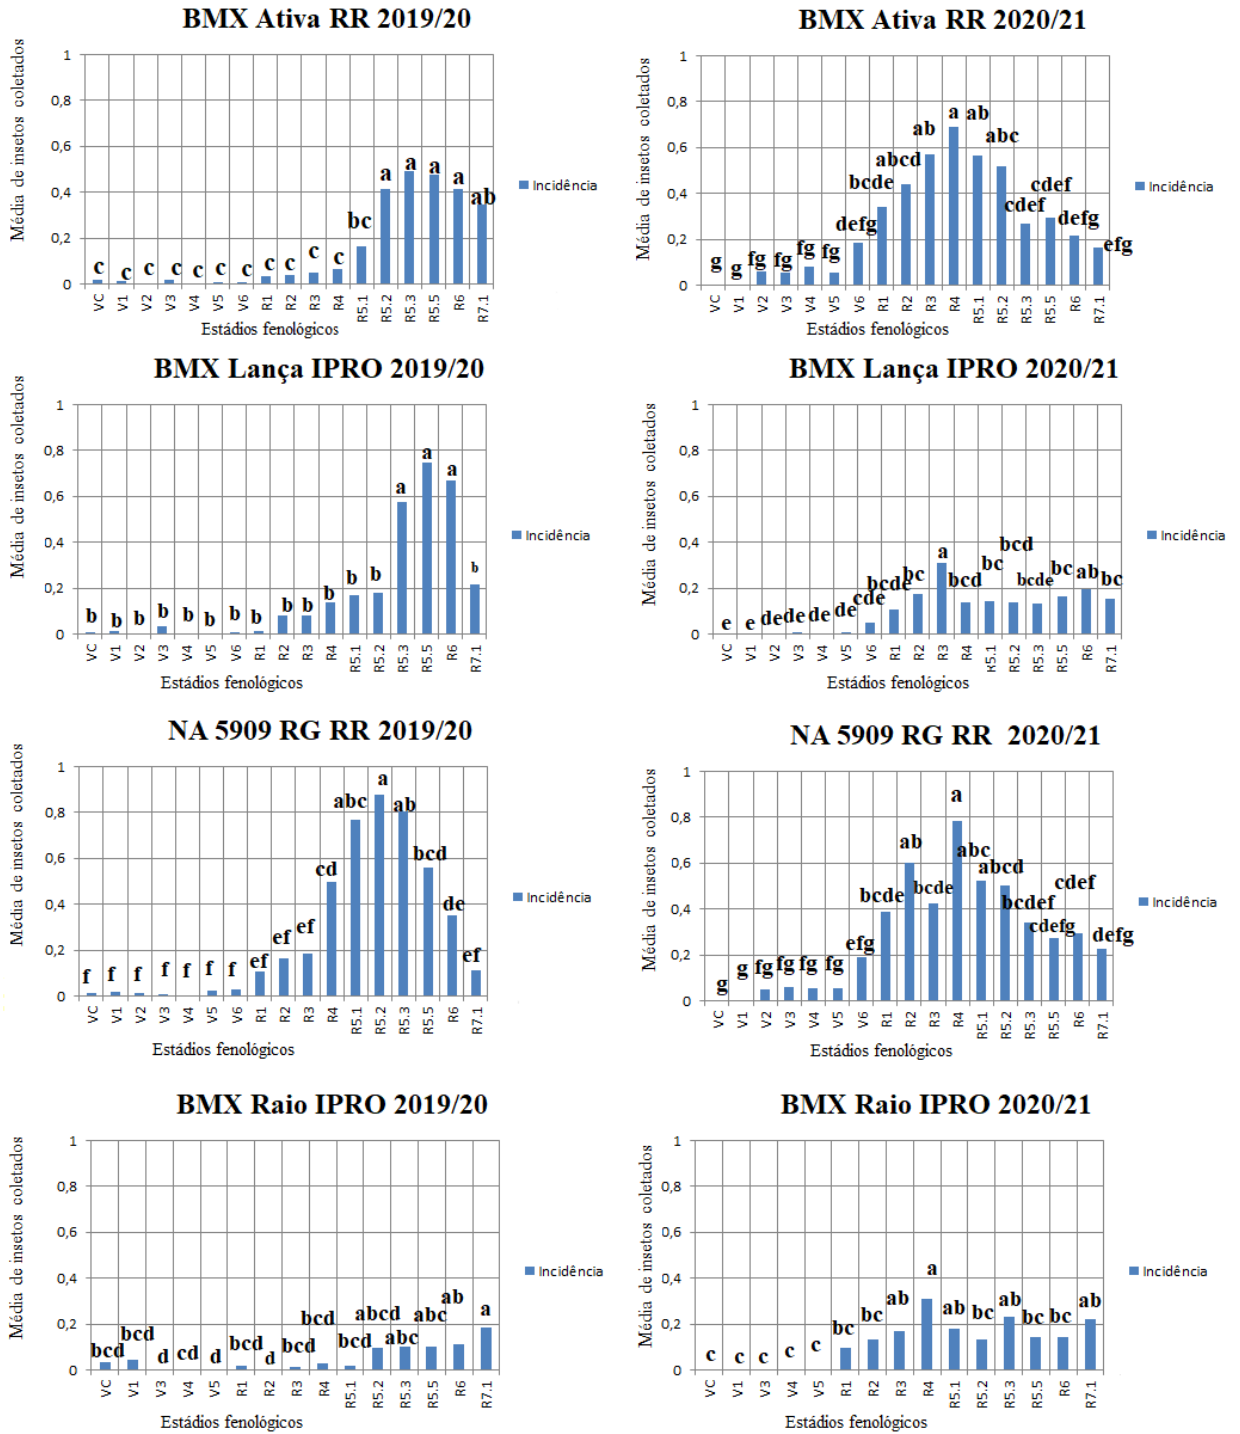 BMX Ativa RR 2019/20
Média de insetos coletados
1
0,8
0,6
0,4
0,2
0
c c c c c c c c c c bc a a a a ab
VC V1 V2 V3 V4 V5 V6 R1 R2 R3 R4 R5.1 R5.2 R5.3 R5.5 R6 R7.1
Estádios fenológicos
Incidência
BMX Ativa RR 2020/21
Média de insetos coletados
1
0,8
0,6
0,4
0,2
0
g g fg fg fg fg defg bcde abcd ab a ab abc cdef cdef defg efg
VC V1 V2 V3 V4 V5 V6 R1 R2 R3 R4 R5.1 R5.2 R5.3 R5.5 R6 R7.1
Estádios fenológicos
Incidência
BMX Lança IPRO 2019/20
Média de insetos coletados
1
0,8
0,6
0,4
0,2
0
b b b b b b b b b b b b b a a a b
VC V1 V2 V3 V4 V5 V6 R1 R2 R3 R4 R5.1 R5.2 R5.3 R5.5 R6 R7.1
Estádios fenológicos
Incidência
BMX Lança IPRO 2020/21
Média de insetos coletados
1
0,8
0,6
0,4
0,2
0
e e de de de de cde bcde bc a bcd bc bcd bcde bc ab bc
VC V1 V2 V3 V4 V5 V6 R1 R2 R3 R4 R5.1 R5.2 R5.3 R5.5 R6 R7.1
Estádios fenológicos
Incidência
NA 5909 RG RR 2019/20
Média de insetos coletados
1
0,8
0,6
0,4
0,2
0
f f f f f f f ef ef ef cd abc a ab bcd de ef
VC V1 V2 V3 V4 V5 V6 R1 R2 R3 R4 R5.1 R5.2 R5.3 R5.5 R6 R7.1
Estádios fenológicos
Incidência
NA 5909 RG RR 2020/21
Média de insetos coletados
1
0,8
0,6
0,4
0,2
0
g g fg fg fg fg efg bcde ab bcde a abc abcd bcdef cdefg cdef defg
VC V1 V2 V3 V4 V5 V6 R1 R2 R3 R4 R5.1 R5.2 R5.3 R5.5 R6 R7.1
Estádios fenológicos
Incidência
BMX Raio IPRO 2019/20
Média de insetos coletados
1
0,8
0,6
0,4
0,2
0
bcd bcd d cd d bcd d bcd bcd bcd abcd abc abc ab a
VC V1 V3 V4 V5 R1 R2 R3 R4 R5.1 R5.2 R5.3 R5.5 R6 R7.1
Estádios fenológicos
Incidência
BMX Raio IPRO 2020/21
Média de insetos coletados
1
0,8
0,6
0,4
0,2
0
c c c c c bc bc ab a ab bc ab bc bc ab
VC V1 V3 V4 V5 R1 R2 R3 R4 R5.1 R5.2 R5.3 R5.5 R6 R7.1
Estádios fenológicos
Incidência